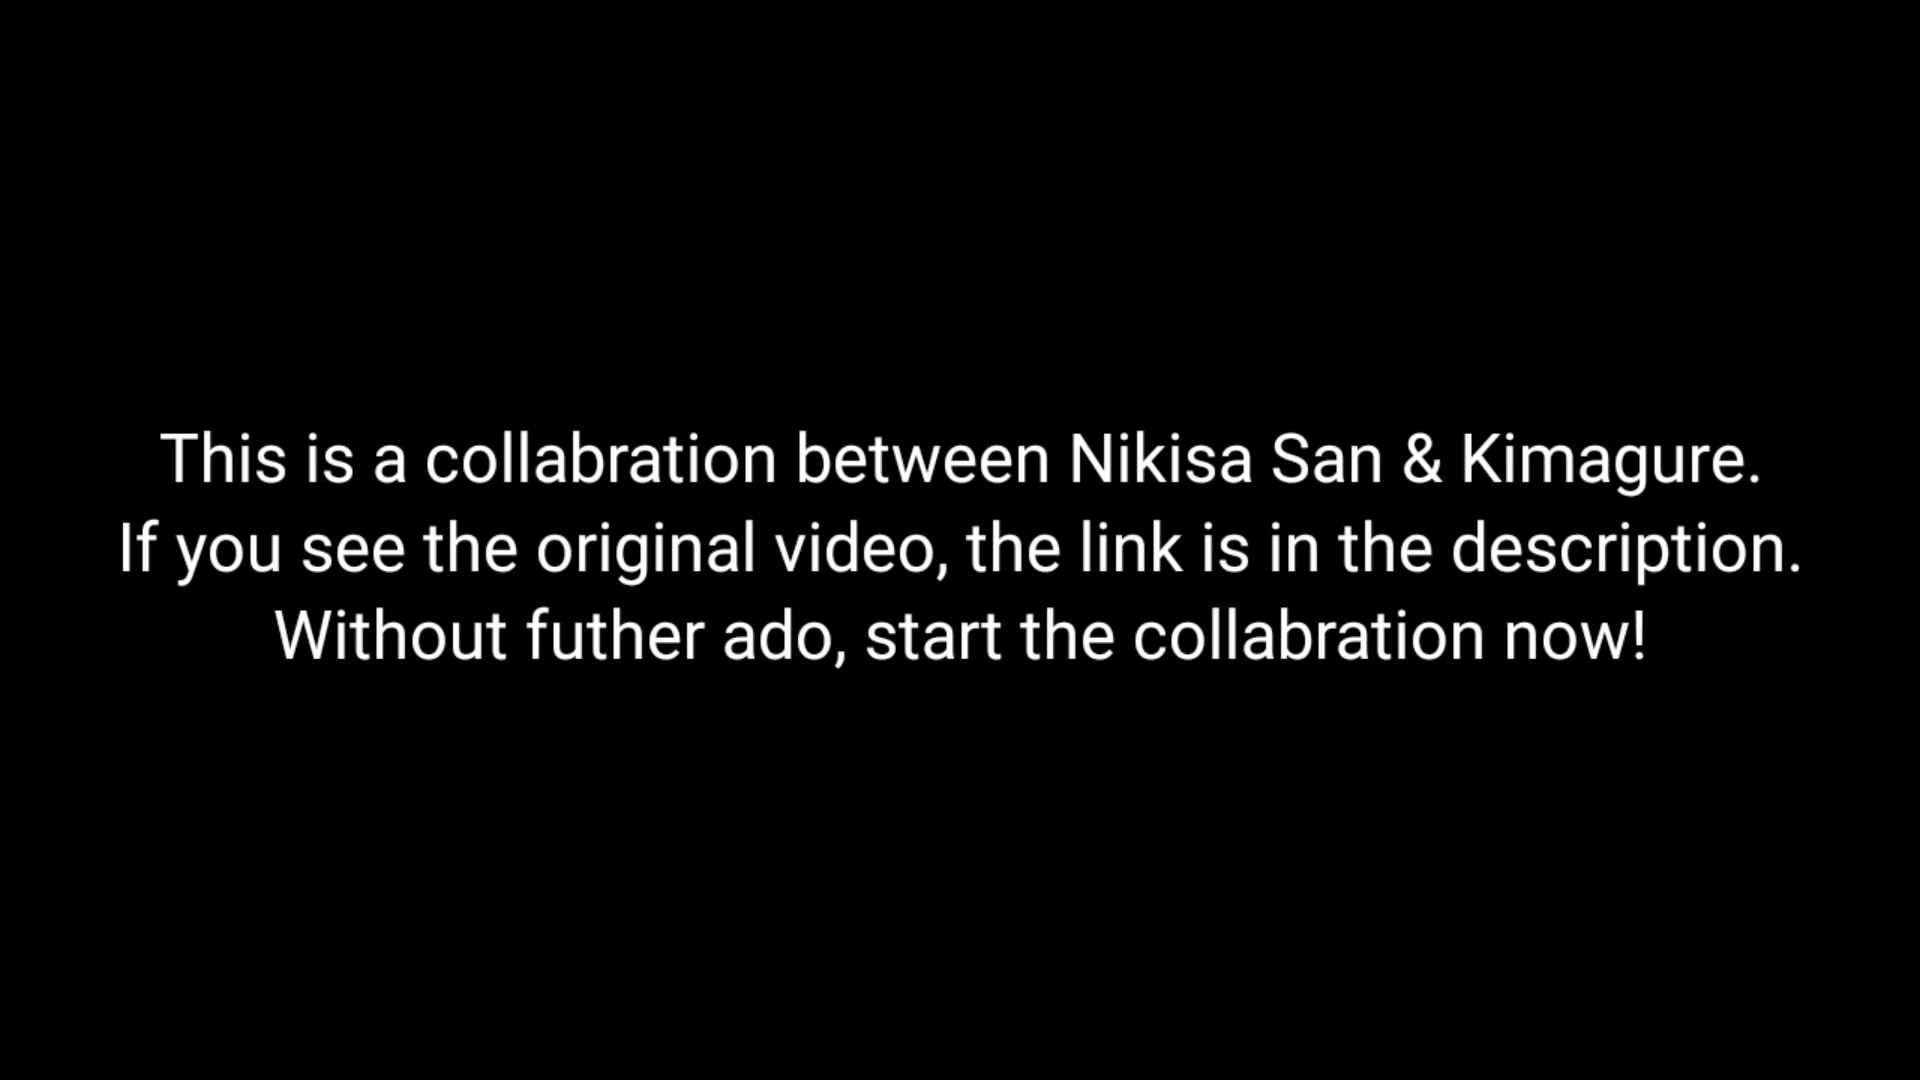 This is a collabration between Nikisa San & Kimagure.
If you see the original video, the link is in the description.
Without futher ado, start the collabration now!